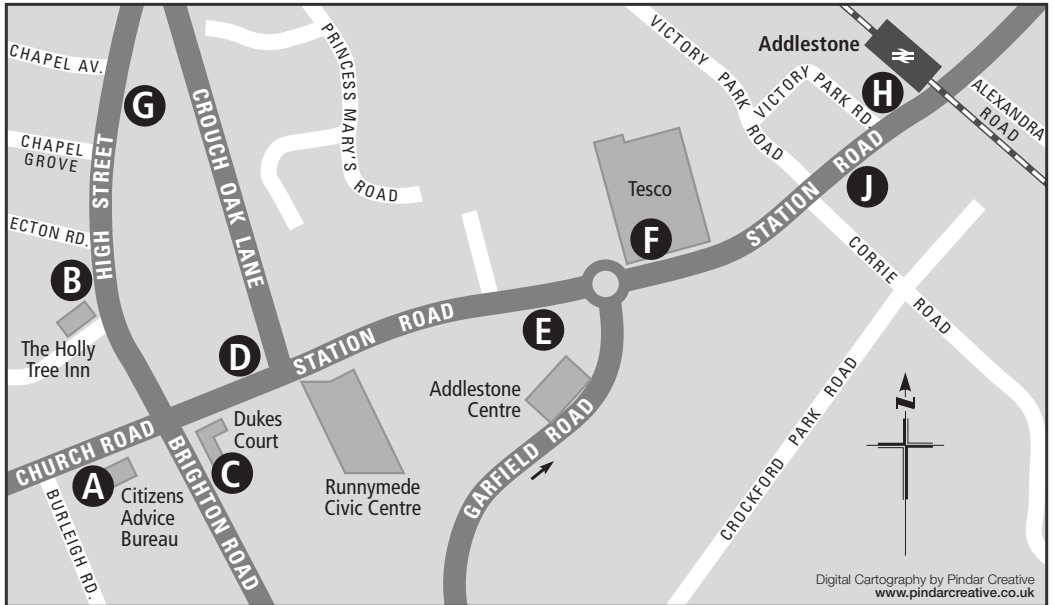 CHAPEL AV.
G
CHAPEL
GROVE
HIGH STREET
ECTON RD.
B
The Holly
Tree Inn
CROUCH OAK LANE
PRINCESS MARY'S ROAD
VICTORY PARK
ROAD
VICTORY
PARK RD
Addlestone
H
ALEXANDRA
ROAD
Tesco
F
STATION ROAD
J
CORRIE ROAD
D
STATION ROAD
E
Addlestone
Centre
Dukes
Court
C
CHURCH ROAD
A
Citizens
Advice
Bureau
BURLEIGH RD.
BRIGHTON ROAD
Runnymede
Civic Centre
GARFIELD ROAD
CROCKFORD PARK ROAD
N
Digital Cartography by Pindar Creative
www.pindarcreative.co.uk